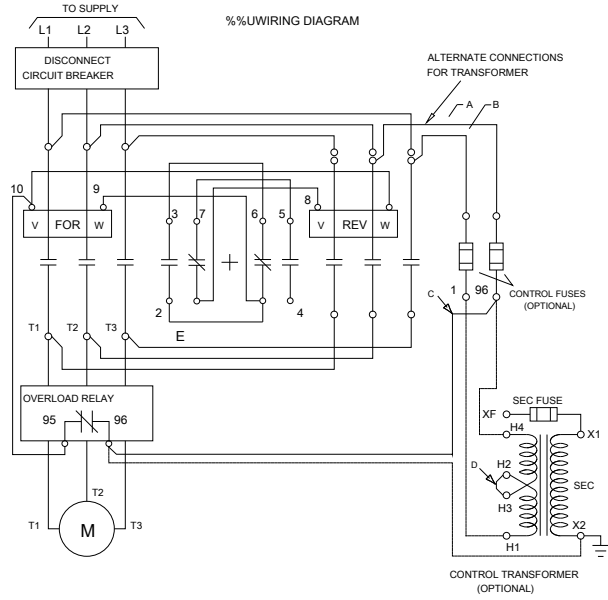 TO SUPPLY
%%UWIRING DIAGRAM
L1 L2 L3
DISCONNECT
CIRCUIT BREAKER
ALTERNATE CONNECTIONS
FOR TRANSFORMER
A B
10 9 8
3 7 6 5
V FOR W
V REV W
2 4
E
1 96
C
CONTROL FUSES
(OPTIONAL)
T1 T2 T3
OVERLOAD RELAY
95 96
SEC FUSE
XF
H4
X1
H2
D
SEC
H3
T2
T1 M T3
X2
H1
CONTROL TRANSFORMER
(OPTIONAL)